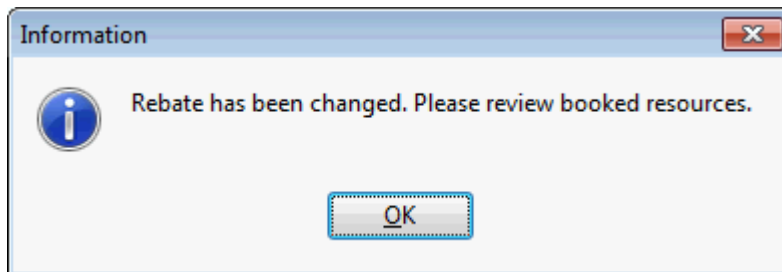 Information
Rebate has been changed. Please review booked resources.
OK